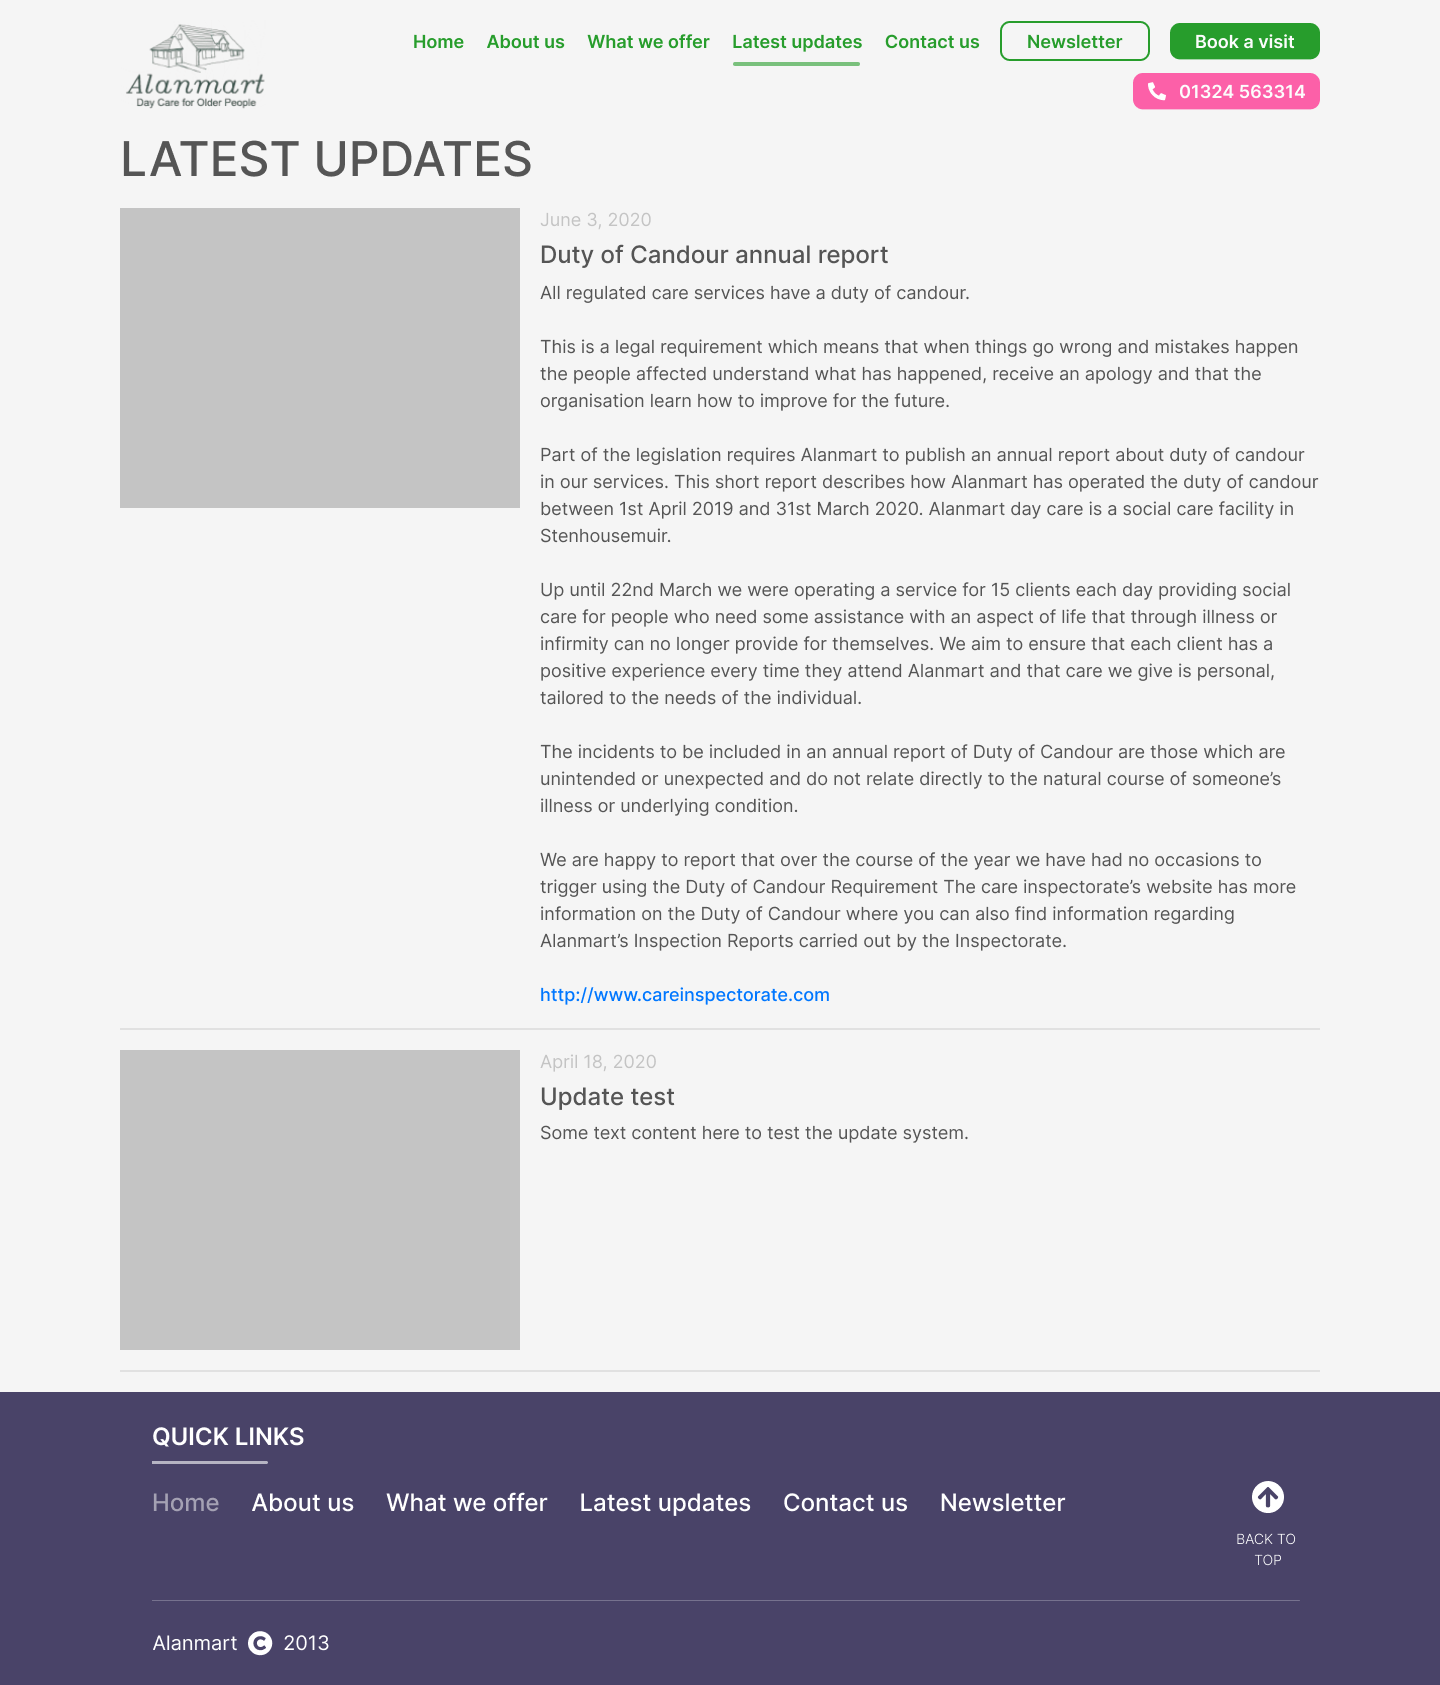 Alanmart
Day Care for Older People
Home About us What we offer Latest updates Contact us Newsletter Book a visit
01324 563314
LATEST UPDATES
June 3, 2020
Duty of Candour annual report
All regulated care services have a duty of candour.
This is a legal requirement which means that when things go wrong and mistakes happen
the people affected understand what has happened, receive an apology and that the
organisation learn how to improve for the future.
Part of the legislation requires Alanmart to publish an annual report about duty of candour
in our services. This short report describes how Alanmart has operated the duty of candour
between 1st April 2019 and 31st March 2020. Alanmart day care is a social care facility in
Stenhousemuir.
Up until 22nd March we were operating a service for 15 clients each day providing social
care for people who need some assistance with an aspect of life that through illness or
infirmity can no longer provide for themselves. We aim to ensure that each client has a
positive experience every time they attend Alanmart and that care we give is personal,
tailored to the needs of the individual.
The incidents to be included in an annual report of Duty of Candour are those which are
unintended or unexpected and do not relate directly to the natural course of someone’s
illness or underlying condition.
We are happy to report that over the course of the year we have had no occasions to
trigger using the Duty of Candour Requirement The care inspectorate’s website has more
information on the Duty of Candour where you can also find information regarding
Alanmart’s Inspection Reports carried out by the Inspectorate.
http://www.careinspectorate.com
April 18, 2020
Update test
Some text content here to test the update system.
QUICK LINKS
Home About us What we offer Latest updates Contact us Newsletter
BACK TO
TOP
Alanmart © 2013